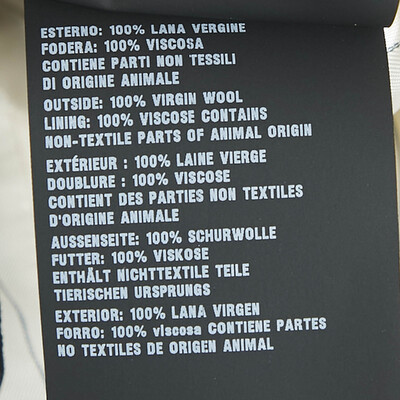 ESTERNO: 100% LANA VERGINE
FODERA: 100% VISCOSA
CONTIENE PARTI NON TESSILI
DI ORIGINE ANIMALE
OUTSIDE: 100% VIRGIN WOOL
LINING: 100% VISCOSE CONTAINS
NON-TEXTILE PARTS OF ANIMAL ORIGIN
EXTÉRIEUR : 100% LAINE VIERGE
DOUBLURE : 100% VISCOSE
CONTIENT DES PARTIES NON TEXTILES
D'ORIGINE ANIMALE
AUSSENSEITE: 100% SCHURWOLLE
FUTTER: 100% VISKOSE
ENTHÄLT NICHTTEXTILE TEILE
TIERISCHEN URSPRUNGS
EXTERIOR: 100% LANA VIRGEN
FORRO: 100% viscosa CONTIENE PARTES
NO TEXTILES DE ORIGEN ANIMAL